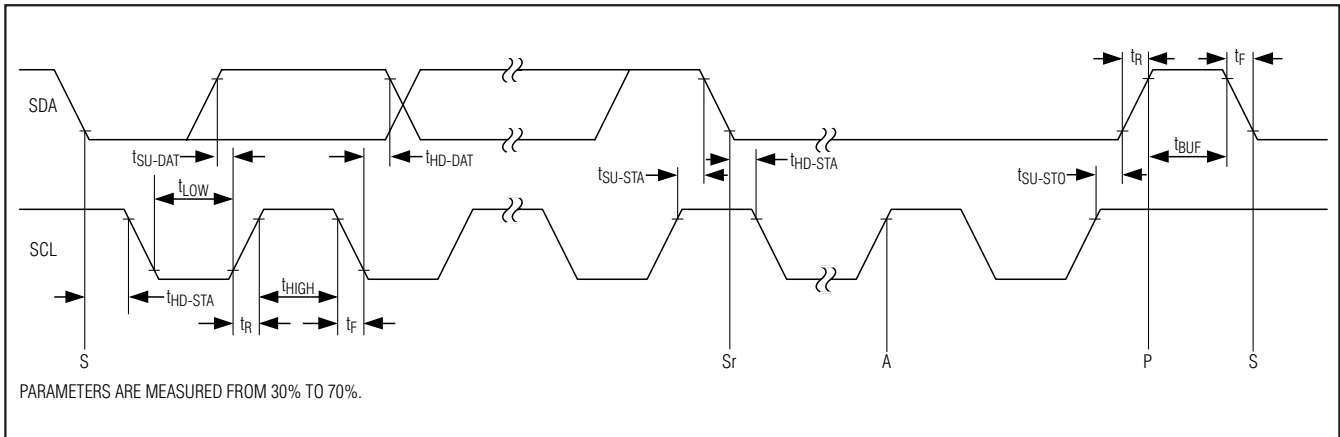 tR
tF
SDA
tSU-DAT
tHD-DAT
tLOW
tSU-STA
tHD-STA
tSU-STO
tBUF
SCL
tHD-STA
tHIGH
tR
tF
S
Sr
A
P
S
PARAMETERS ARE MEASURED FROM 30% TO 70%.